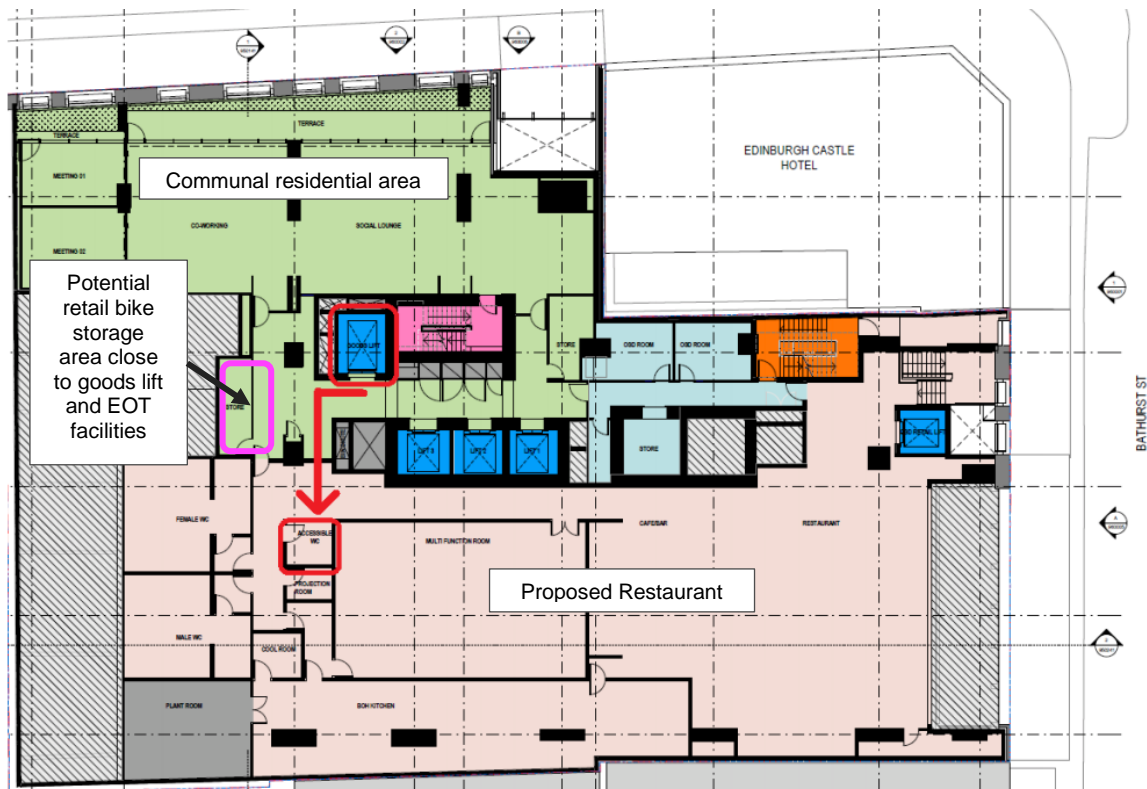 TERRACE
TERRACE
MEETING 01
Communal residential area
EDINBURGH CASTLE
HOTEL
CO-WORKING
SOCIAL LOUNGE
MEETING 02
Potential
retail bike
storage
area close
to goods lift
and EOT
facilities
GOODS LIFT
STORE
OSD ROOM
OSD ROOM
STORE
LIFT 3
LIFT 2
LIFT 1
STORE
BATHURST ST
FEMALE WC
ACCESSIBLE
WC
MULTI FUNCTION ROOM
CAFE/BAR
RESTAURANT
PROJECTION
ROOM
Proposed Restaurant
MALE WC
COOL ROOM
PLANT ROOM
BOH KITCHEN